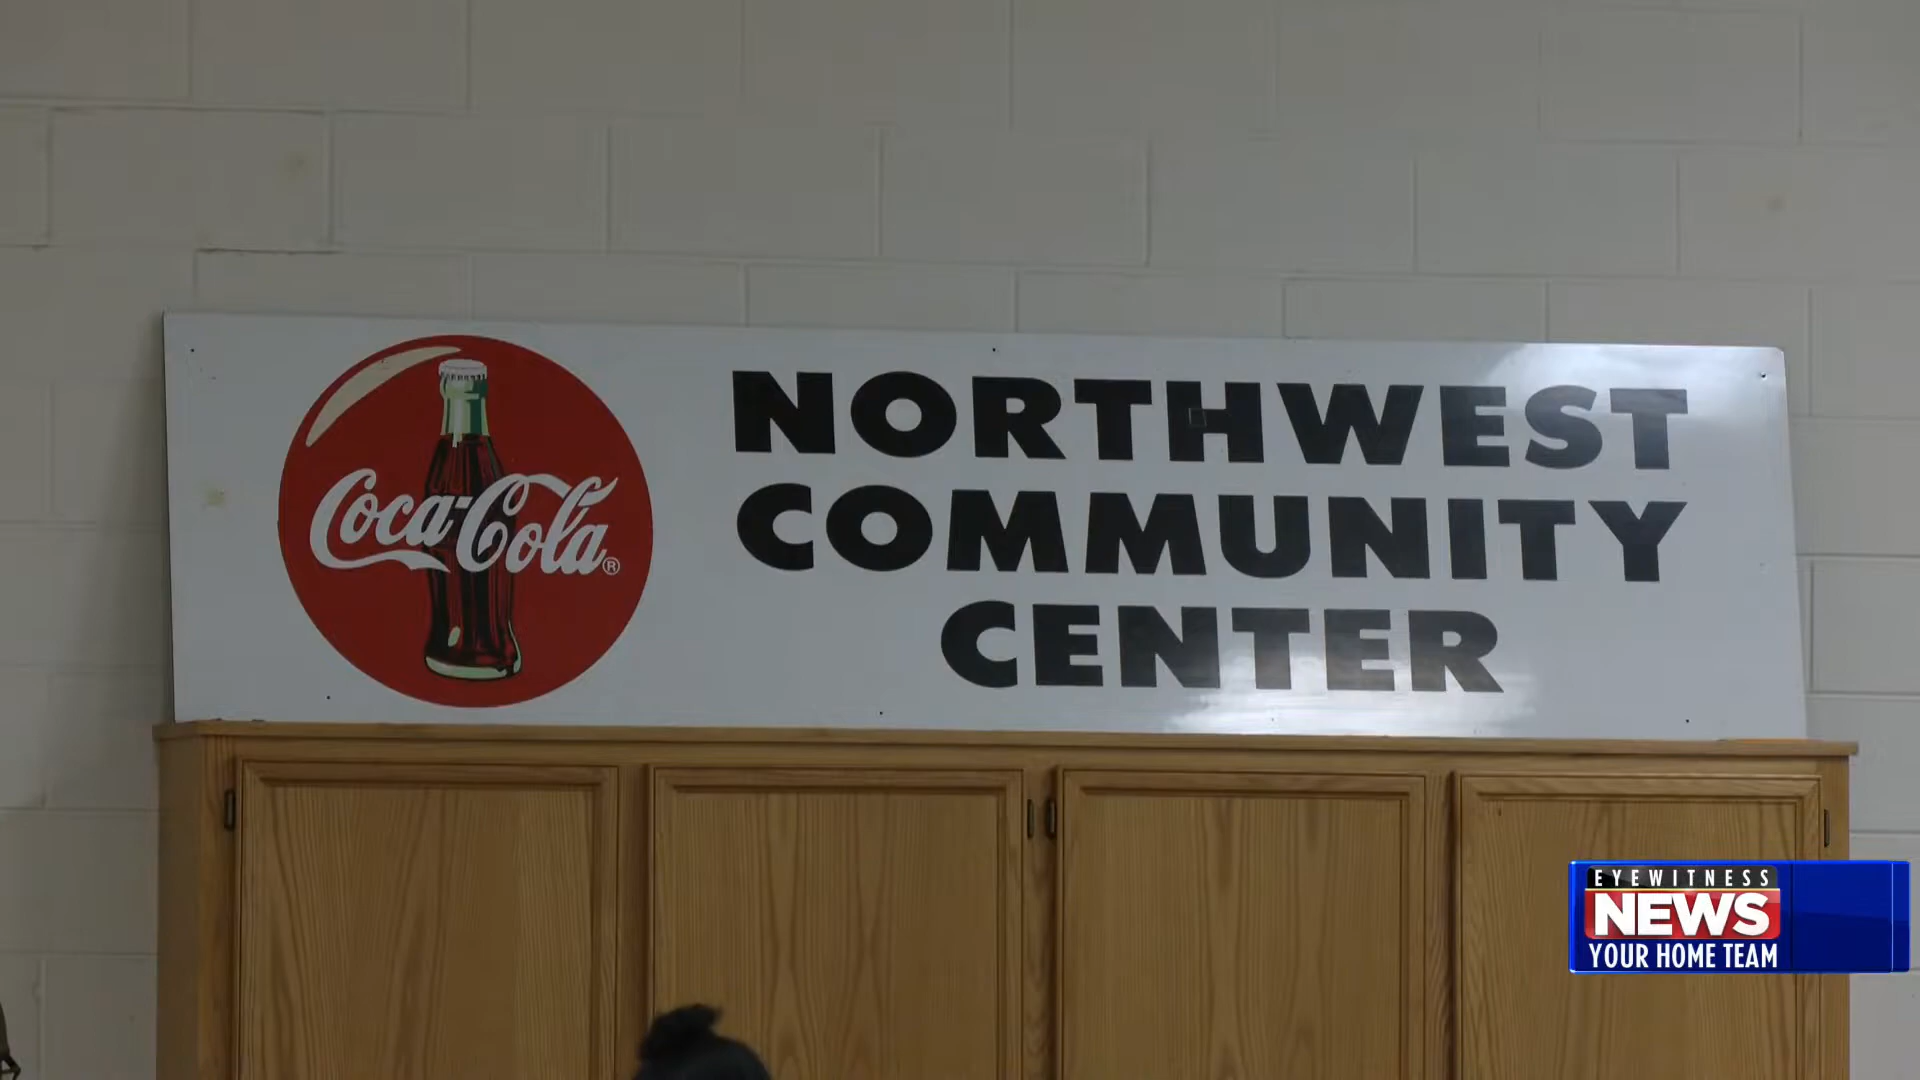 Coca-Cola®
NORTHWEST
COMMUNITY
CENTER
EYEWITNESS
NEWS
YOUR HOME TEAM